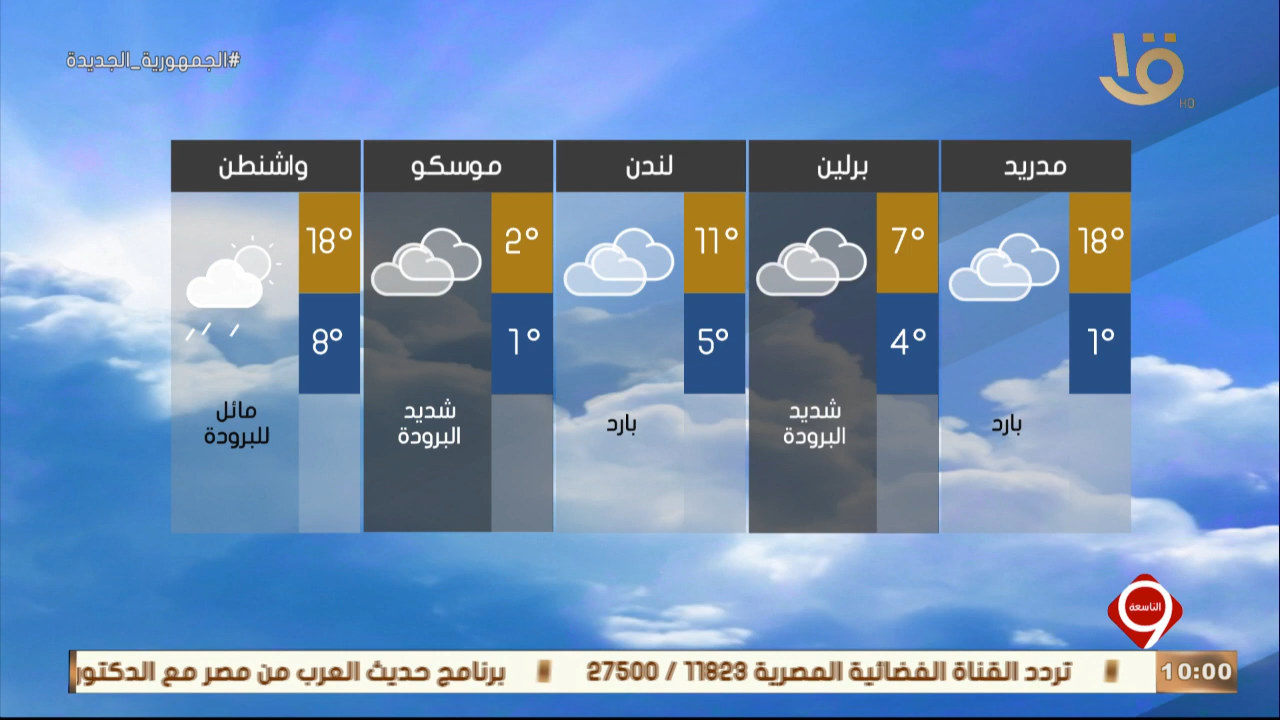 #الجمهورية_الجديدة
HD
مدريد
18°
1°
بارد
برلين
7°
4°
شديد
البرودة
لندن
11°
5°
بارد
موسكو
2°
1°
شديد
البرودة
واشنطن
18°
8°
مائل
للبرودة
التاسعة
9
10:00
تردد القناة الفضائية المصرية 11823 / 27500
برنامج حديث العرب من مصر مع الدكتور